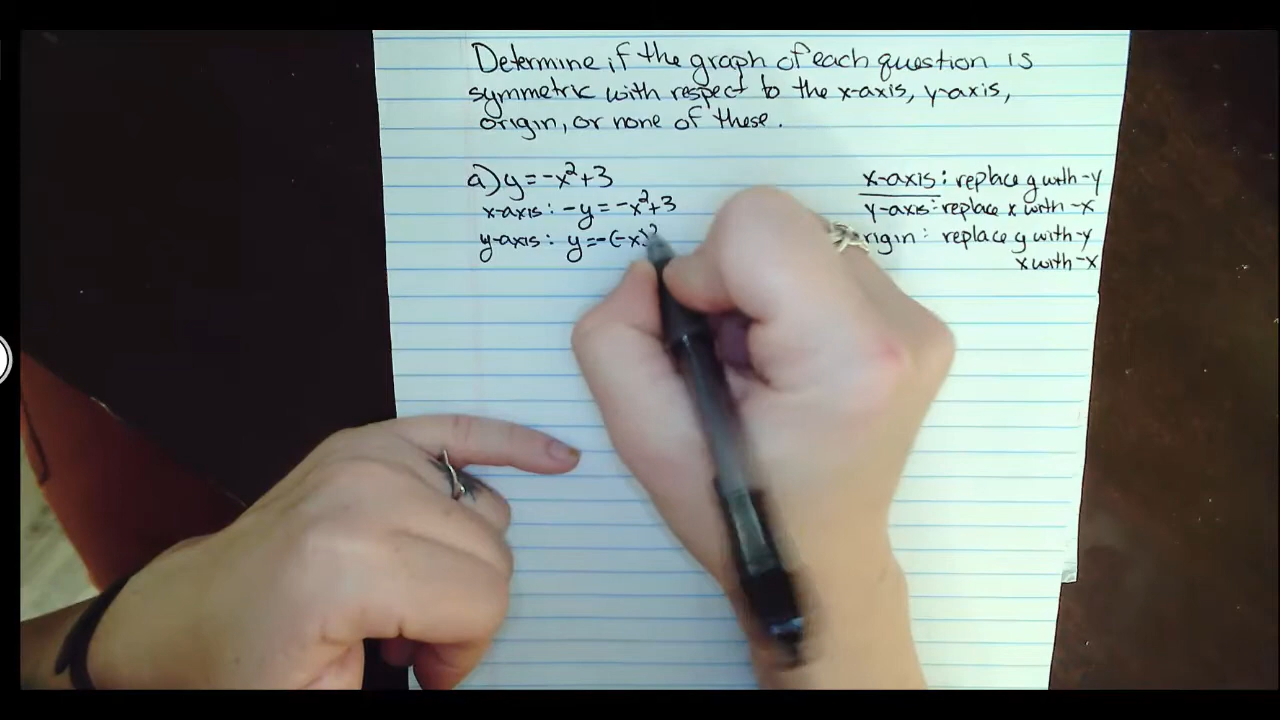 Determine if the graph of each question is
symmetric with respect to the x-axis, y-axis,
origin, or none of these.
a) y = -x²+3
x-axis: -y = -x²+3
y-axis: y=-(-x)²
x-axis: replace y with -y
y-axis: replace x with -x
rigin: replace y with -y
x with -x